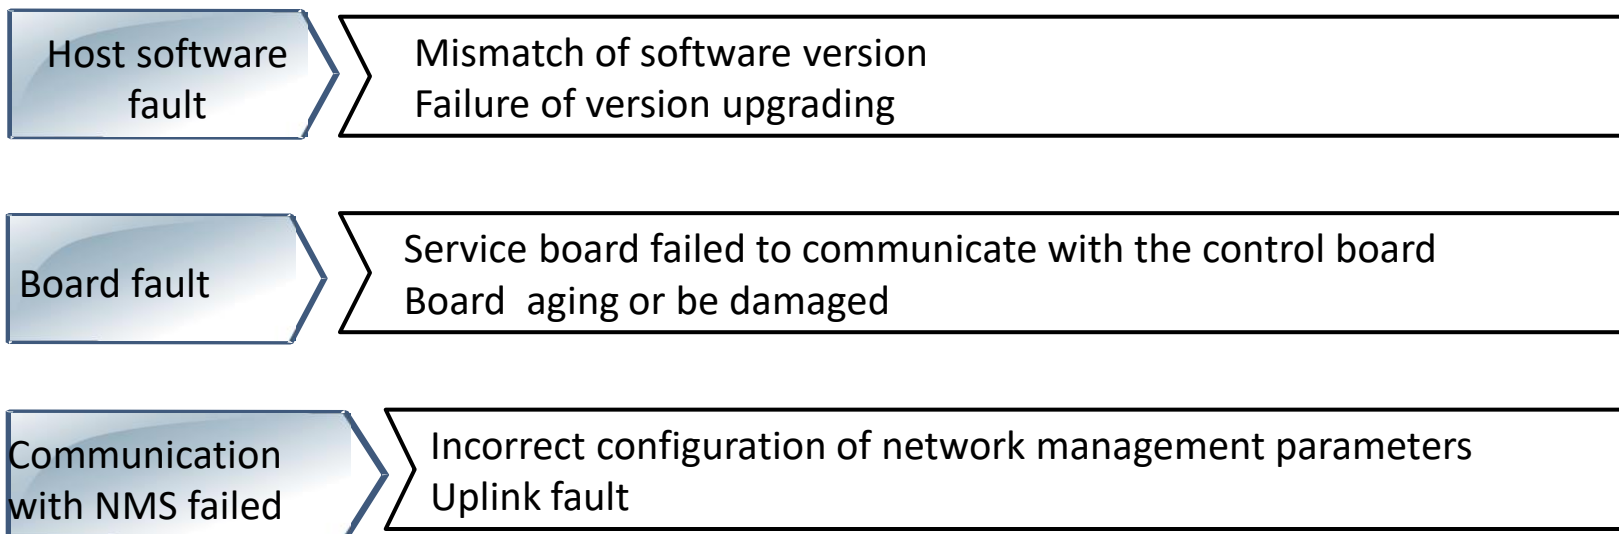 Host software
fault
Mismatch of software version
Failure of version upgrading
Board fault
Service board failed to communicate with the control board
Board  aging or be damaged
Communication
with NMS failed
Incorrect configuration of network management parameters
Uplink fault